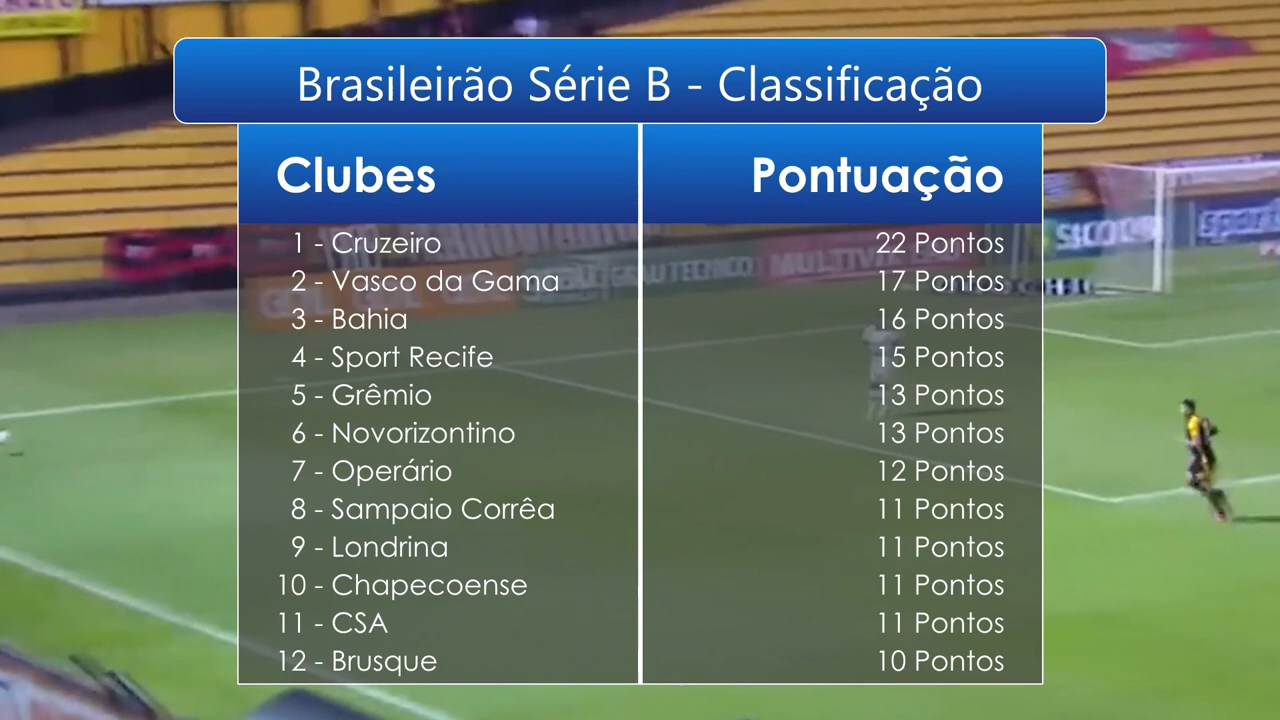 Brasileirão Série B - Classificação
Clubes Pontuação
1 - Cruzeiro 22 Pontos
2 - Vasco da Gama 17 Pontos
3 - Bahia 16 Pontos
4 - Sport Recife 15 Pontos
5 - Grêmio 13 Pontos
6 - Novorizontino 13 Pontos
7 - Operário 12 Pontos
8 - Sampaio Corrêa 11 Pontos
9 - Londrina 11 Pontos
10 - Chapecoense 11 Pontos
11 - CSA 11 Pontos
12 - Brusque 10 Pontos